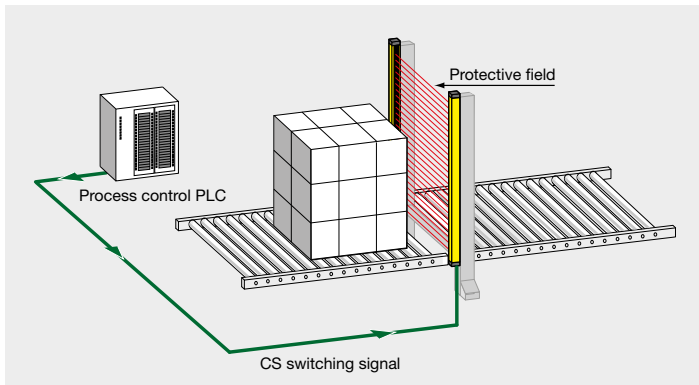 Protective field
Process control PLC
CS switching signal